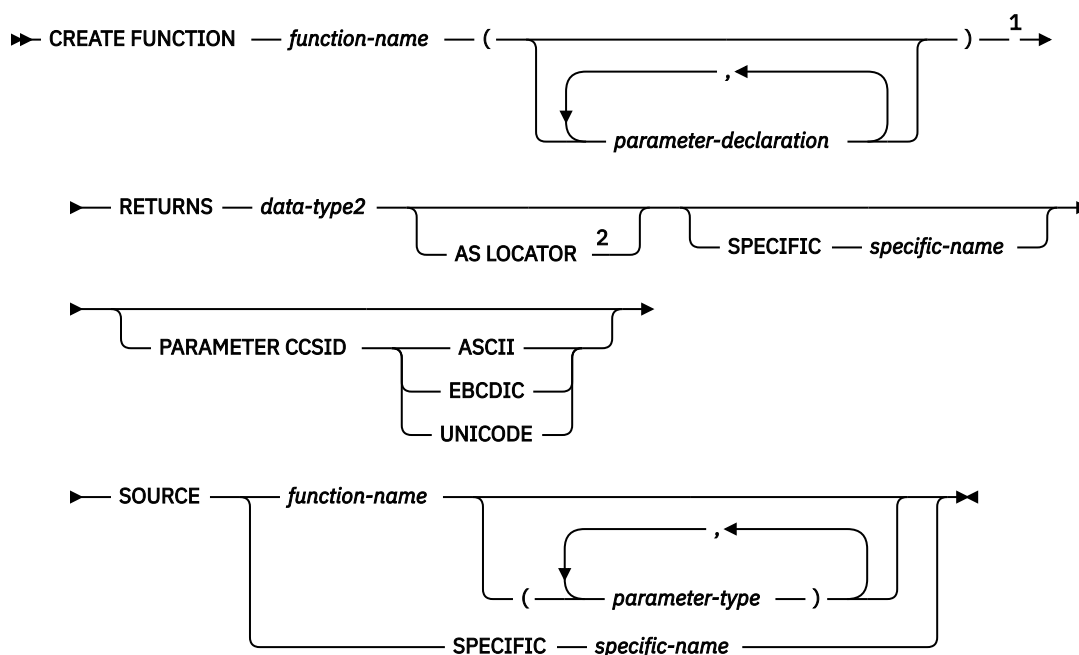 CREATE FUNCTION function-name ( ) 1
,
parameter-declaration
RETURNS data-type2
AS LOCATOR 2
SPECIFIC specific-name
PARAMETER CCSID ASCII
EBCDIC
UNICODE
SOURCE function-name
,
( parameter-type )
SPECIFIC specific-name